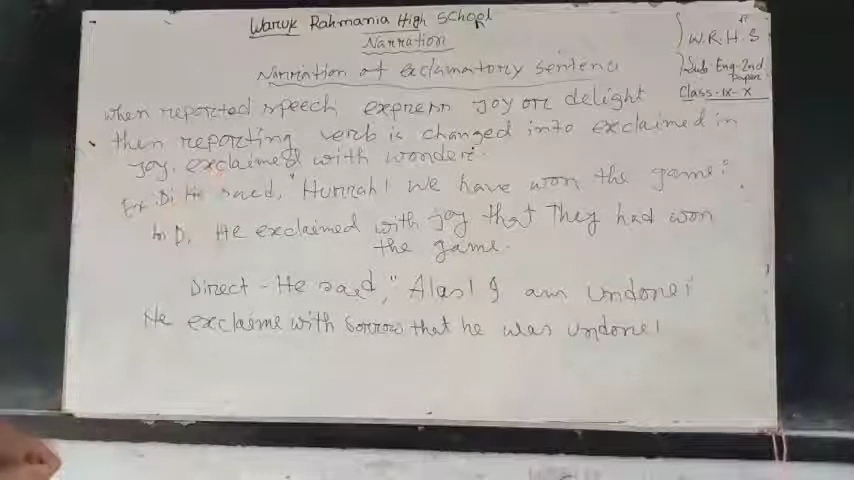 Waruk Rahmania High School
Narration
Narration of exclamatory sentence
W.R.H.S
Sub: Eng-2nd
Paper
Class-IX-X
When reported speech express joy or delight
then reporting verb is changed into exclaimed in
joy, exclaimed with wonder.
Ex: Di He said, "Hurrah! We have won the game."
In D, He exclaimed with joy that They had won
the game.
Direct - He said, "Alas! I am undone!
He exclaime with sorrow that he was undone!